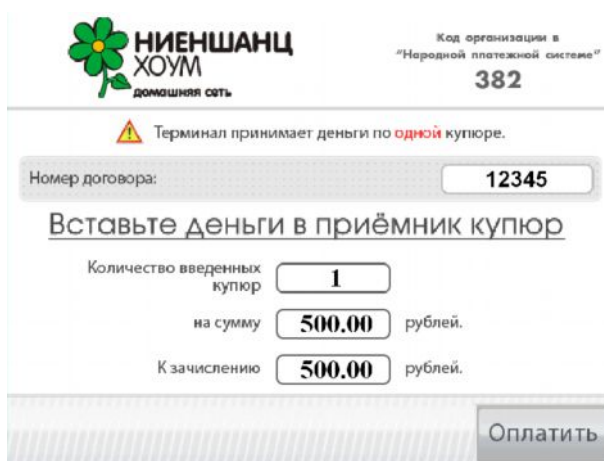 НИЕНШАНЦ
ХОУМ
домашняя сеть
Код организации в
"Народной платежной системе"
382
Терминал принимает деньги по одной купюре.
Номер договора:
12345
Вставьте деньги в приёмник купюр
Количество введенных
купюр
1
на сумму 500.00 рублей.
К зачислению 500.00 рублей.
Оплатить